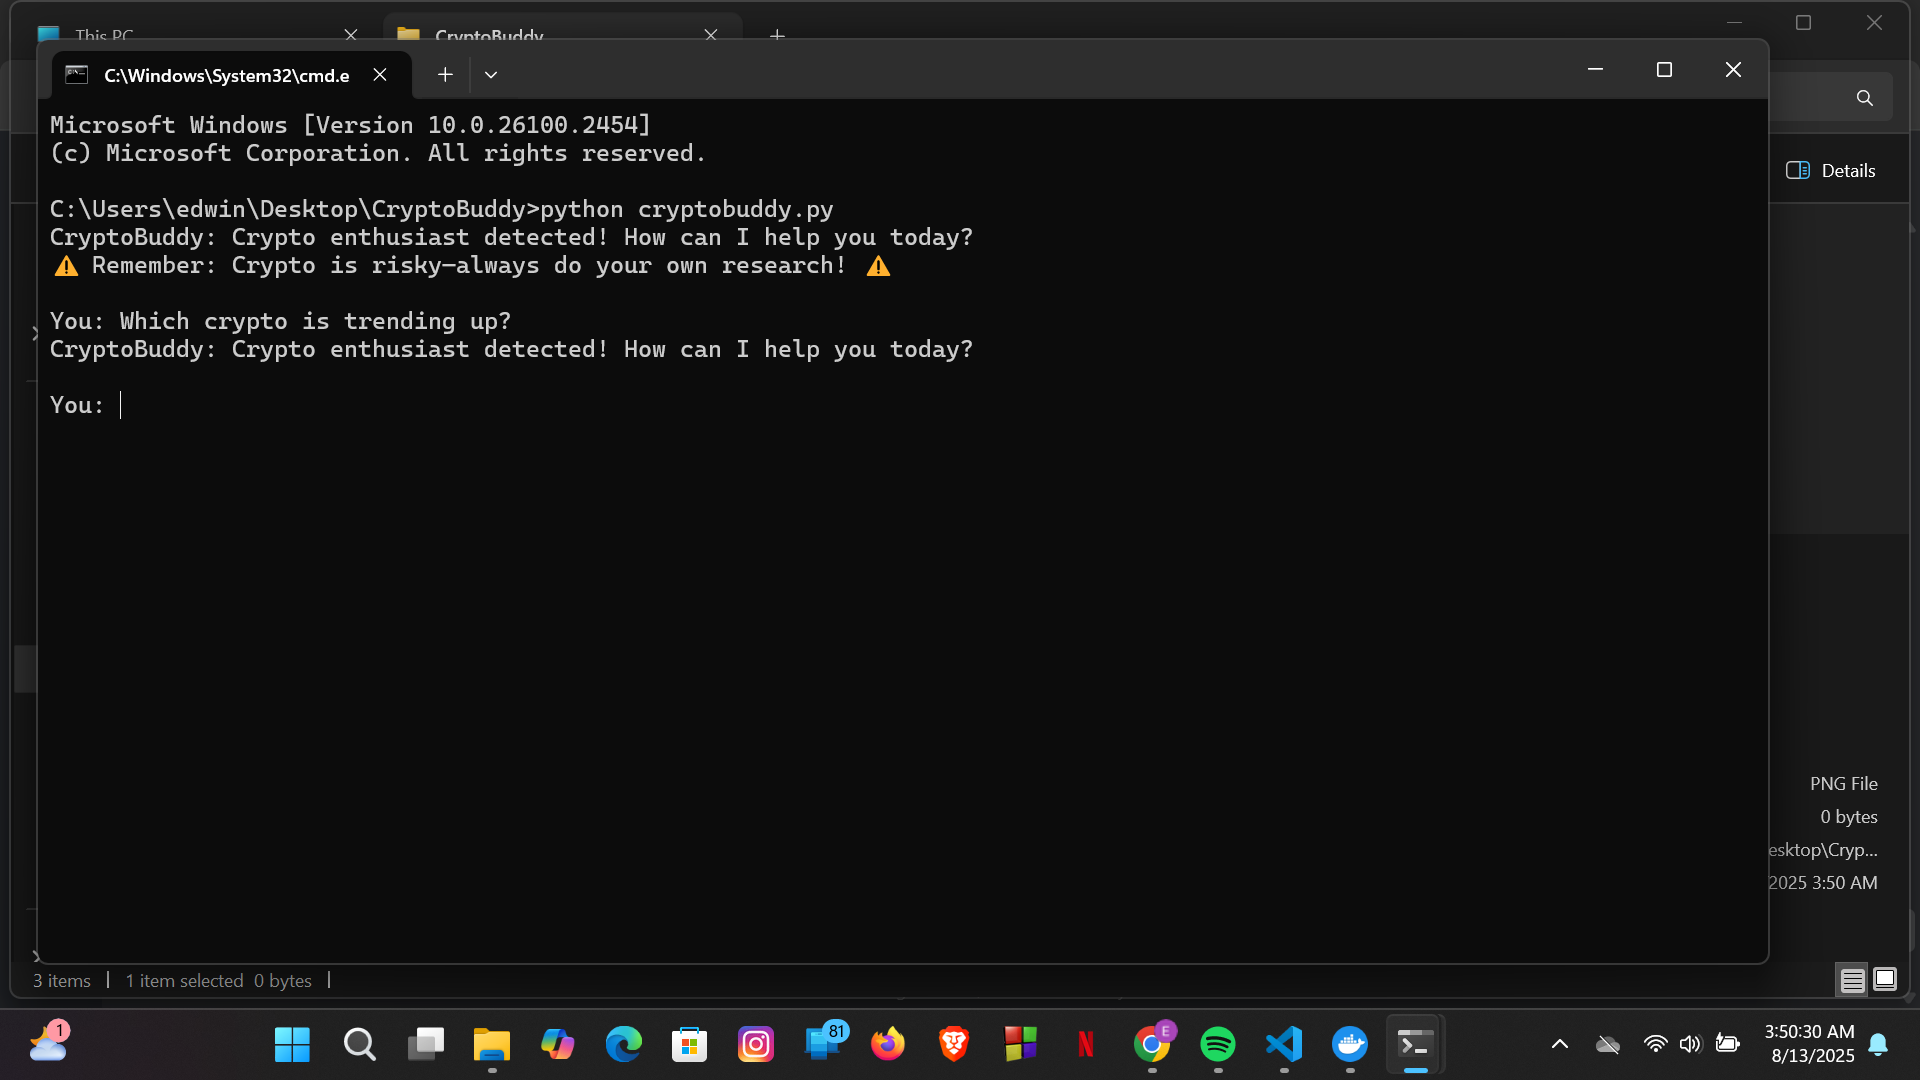 This PC
CryptoBuddy
C:\Windows\System32\cmd.e
Microsoft Windows [Version 10.0.26100.2454]
(c) Microsoft Corporation. All rights reserved.
C:\Users\edwin\Desktop\CryptoBuddy>python cryptobuddy.py
CryptoBuddy: Crypto enthusiast detected! How can I help you today?
⚠️ Remember: Crypto is risky—always do your own research! ⚠️
You: Which crypto is trending up?
CryptoBuddy: Crypto enthusiast detected! How can I help you today?
You:
Details
PNG File
0 bytes
esktop\Cryp...
2025 3:50 AM
3 items
1 item selected 0 bytes
1
81
E
3:50:30 AM
8/13/2025